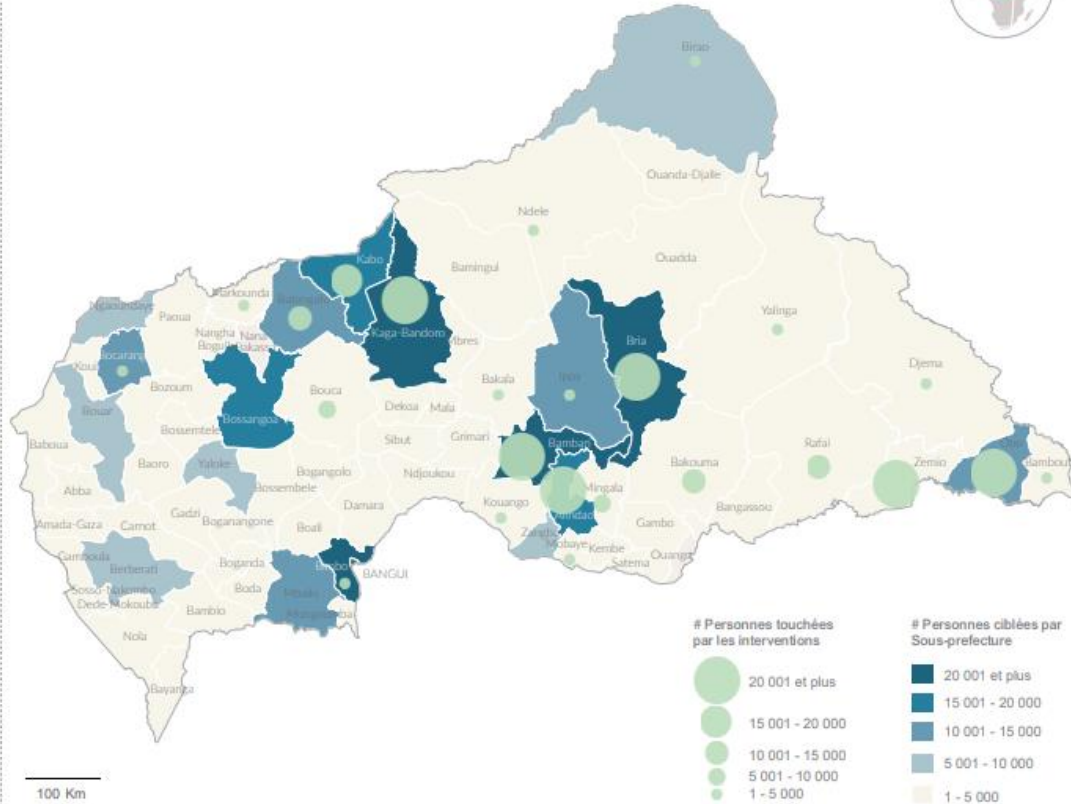 Birao
Ouanda-Djalle
Ndele
Ouadda
Kabo
Bamingui
Markounda
Batangafo
Yalinga
Ngaoundaye
Paoua
Nangha
Boguila
Nana
Kaga-Bandoro
Mbres
Bria
Bocaranga
Koui
Djema
Bozoum
Bouca
Bakala
Ippy
Dekoa
Mala
Bouar
Bossangoa
Bossemtele
Sibut
Grimari
Bambari
Rafai
Obo
Baboua
Baoro
Yaloke
Bogangolo
Ndjoukou
Bakouma
Zemio
Bambouti
Abba
Bossembele
Mingala
Kouango
Damara
Gadzi
Bangassou
Alindao
Amada-Gaza
Carnot
Boganangone
Boali
Gambo
Zangba
Mobaye
Kembe
Ouango
Satema
Gamboula
Berberati
Boganda
Bimbo
BANGUI
Sosso-Nakombo
Boda
Mbaiki
Dede-Mokouba
Bambio
Mongoumba
Nola
Bayanga
# Personnes touchées
par les interventions
20 001 et plus
15 001 - 20 000
10 001 - 15 000
5 001 - 10 000
1 - 5 000
# Personnes ciblées par
Sous-prefecture
20 001 et plus
15 001 - 20 000
10 001 - 15 000
5 001 - 10 000
1 - 5 000
100 Km